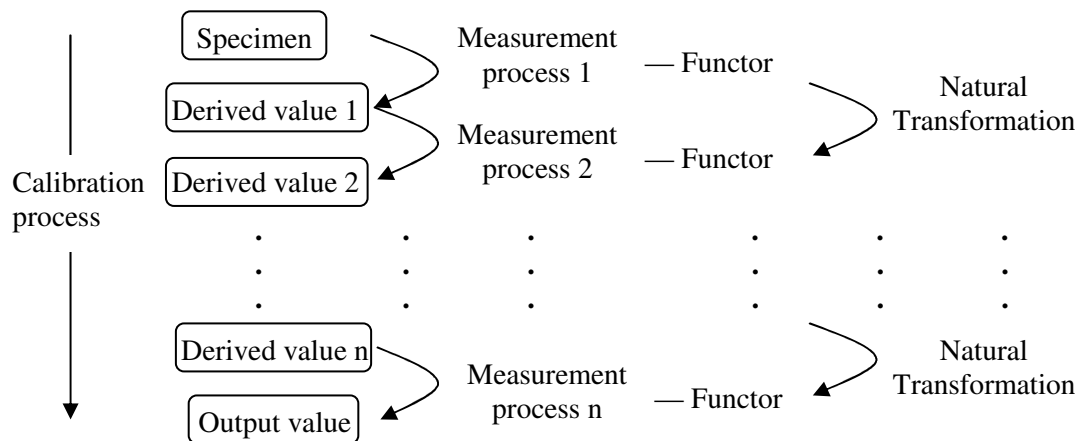 Specimen
Measurement
process 1
— Functor
Derived value 1
Natural
Transformation
Measurement
process 2
— Functor
Derived value 2
Calibration
process
Derived value n
Measurement
process n
— Functor
Natural
Transformation
Output value